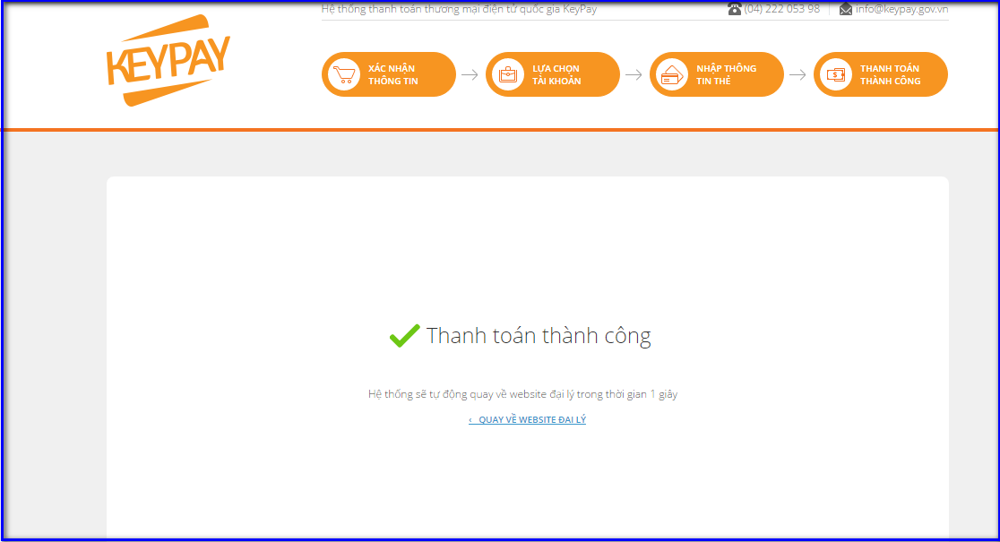 Hệ thống thanh toán thương mại điện tử quốc gia KeyPay
(04) 222 053 98
info@keypay.gov.vn
KEYPAY
XÁC NHẬN
THÔNG TIN
LỰA CHỌN
TÀI KHOẢN
NHẬP THÔNG
TIN THẺ
THANH TOÁN
THÀNH CÔNG
Thanh toán thành công
Hệ thống sẽ tự động quay về website đại lý trong thời gian 1 giây
‹ QUAY VỀ WEBSITE ĐẠI LÝ